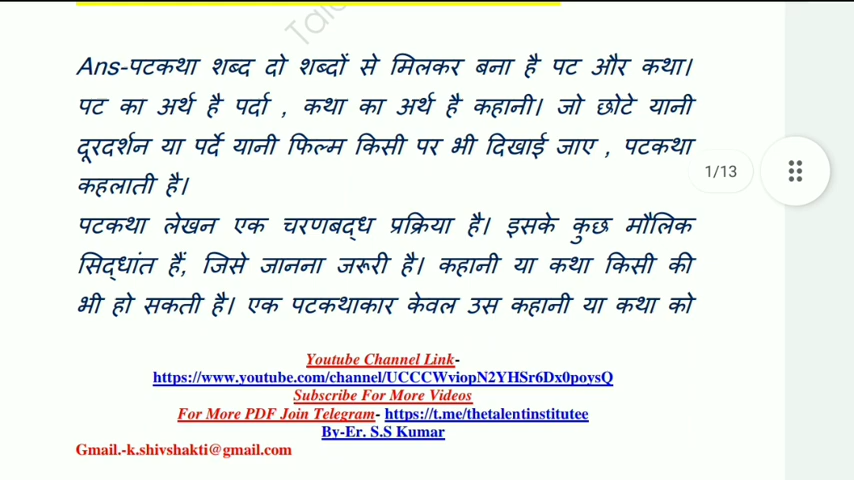 Ans-पटकथा शब्द दो शब्दों से मिलकर बना है पट और कथा।
पट का अर्थ है पर्दा , कथा का अर्थ है कहानी। जो छोटे यानी
दूरदर्शन या पर्दे यानी फिल्म किसी पर भी दिखाई जाए , पटकथा
कहलाती है।
पटकथा लेखन एक चरणबद्ध प्रक्रिया है। इसके कुछ मौलिक
सिद्धांत हैं, जिसे जानना जरूरी है। कहानी या कथा किसी की
भी हो सकती है। एक पटकथाकार केवल उस कहानी या कथा को
1/13
Youtube Channel Link-
https://www.youtube.com/channel/UCCCWviopN2YHSr6Dx0poysQ
Subscribe For More Videos
For More PDF Join Telegram- https://t.me/thetalentinstitutee
By-Er. S.S Kumar
Gmail.-k.shivshakti@gmail.com